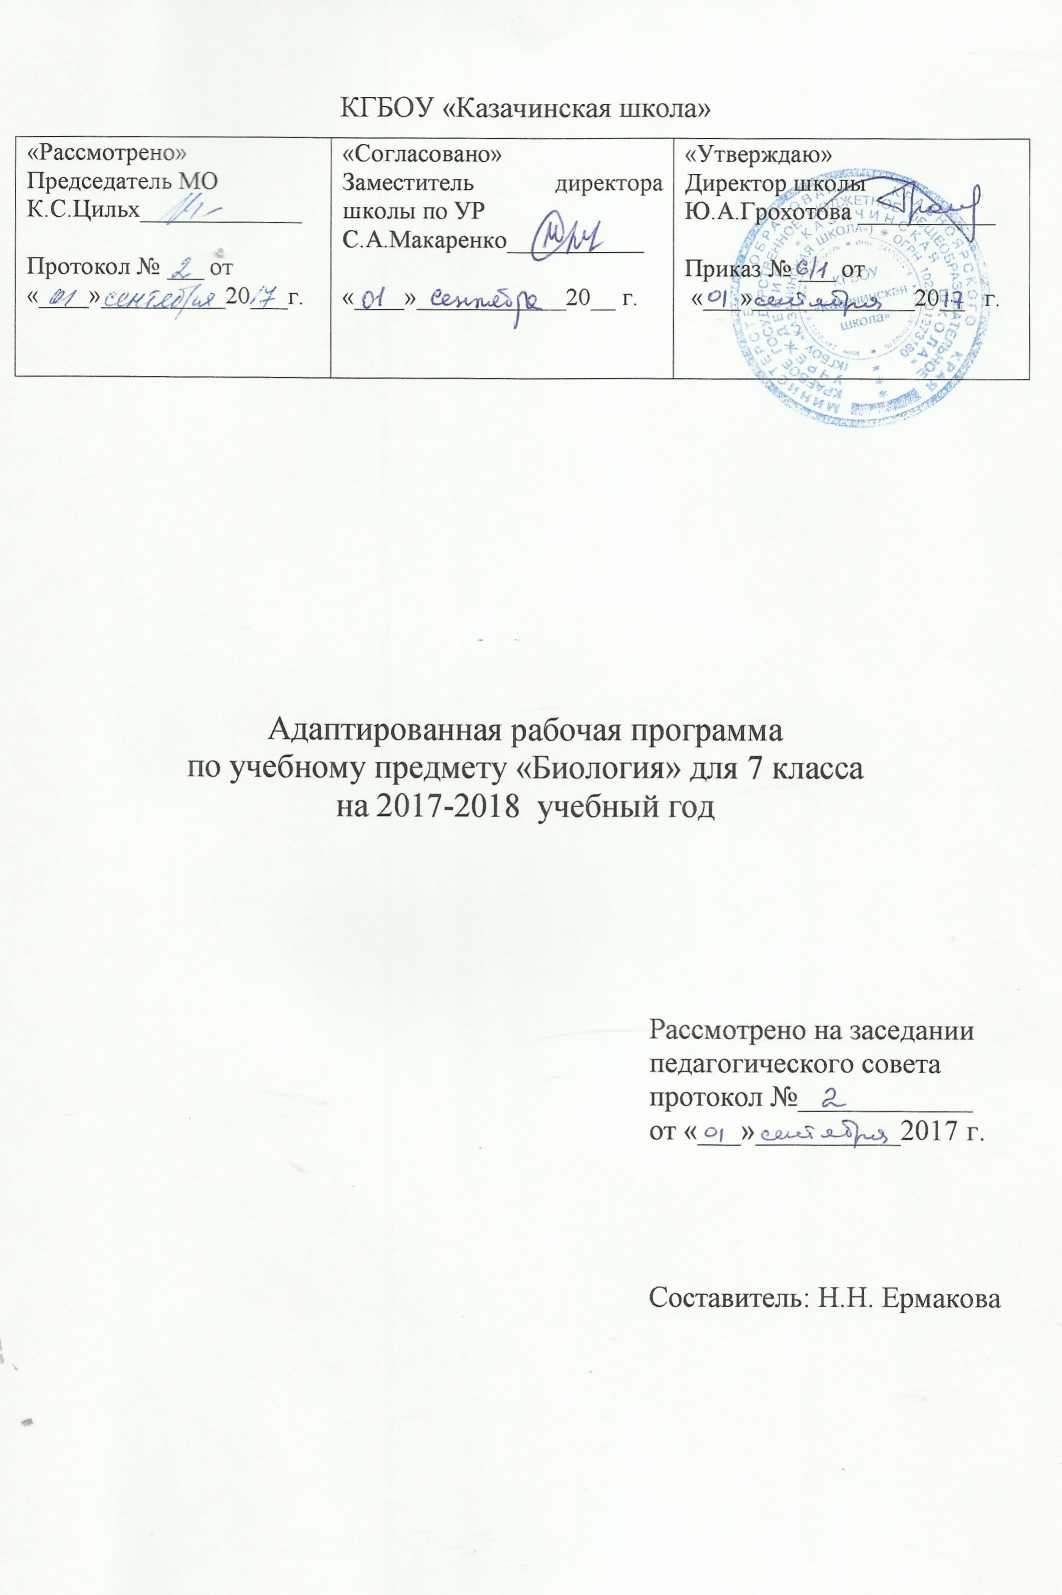 КГБОУ «Казачинская школа»
«Рассмотрено»
Председатель МО
К.С.Цильх____________
Протокол № 2 от
«01» сентября 2017 г.
«Согласовано»
Заместитель директора
школы по УР
С.А.Макаренко__________
«01» сентября 20__ г.
«Утверждаю»
Директор школы
Ю.А.Грохотова__________
Приказ № 6/1 от
«01» сентября 2017 г.
Адаптированная рабочая программа
по учебному предмету «Биология» для 7 класса
на 2017-2018 учебный год
Рассмотрено на заседании
педагогического совета
протокол № 2
от «01» сентября 2017 г.
Составитель: Н.Н. Ермакова